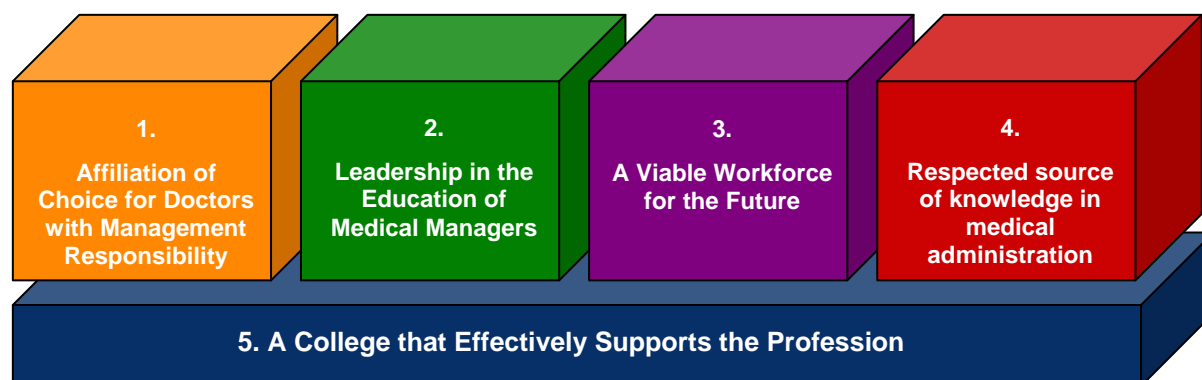 1.
Affiliation of
Choice for Doctors
with Management
Responsibility
2.
Leadership in the
Education of
Medical Managers
3.
A Viable Workforce
for the Future
4.
Respected source
of knowledge in
medical
administration
5. A College that Effectively Supports the Profession